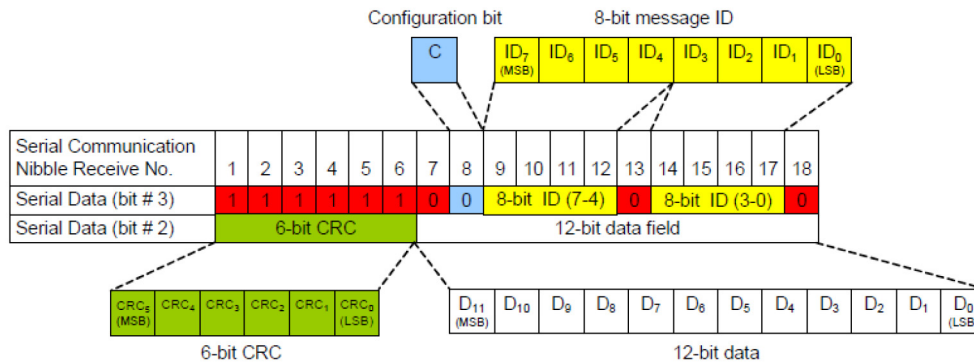 Configuration bit 8-bit message ID
C ID₇ (MSB) ID₆ ID₅ ID₄ ID₃ ID₂ ID₁ ID₀ (LSB)
Serial Communication
Nibble Receive No. 1 2 3 4 5 6 7 8 9 10 11 12 13 14 15 16 17 18
Serial Data (bit # 3) 1 1 1 1 1 1 0 0 8-bit ID (7-4) 0 8-bit ID (3-0) 0
Serial Data (bit # 2) 6-bit CRC 12-bit data field
CRC₅ (MSB) CRC₄ CRC₃ CRC₂ CRC₁ CRC₀ (LSB) D₁₁ (MSB) D₁₀ D₉ D₈ D₇ D₆ D₅ D₄ D₃ D₂ D₁ D₀ (LSB
6-bit CRC 12-bit data